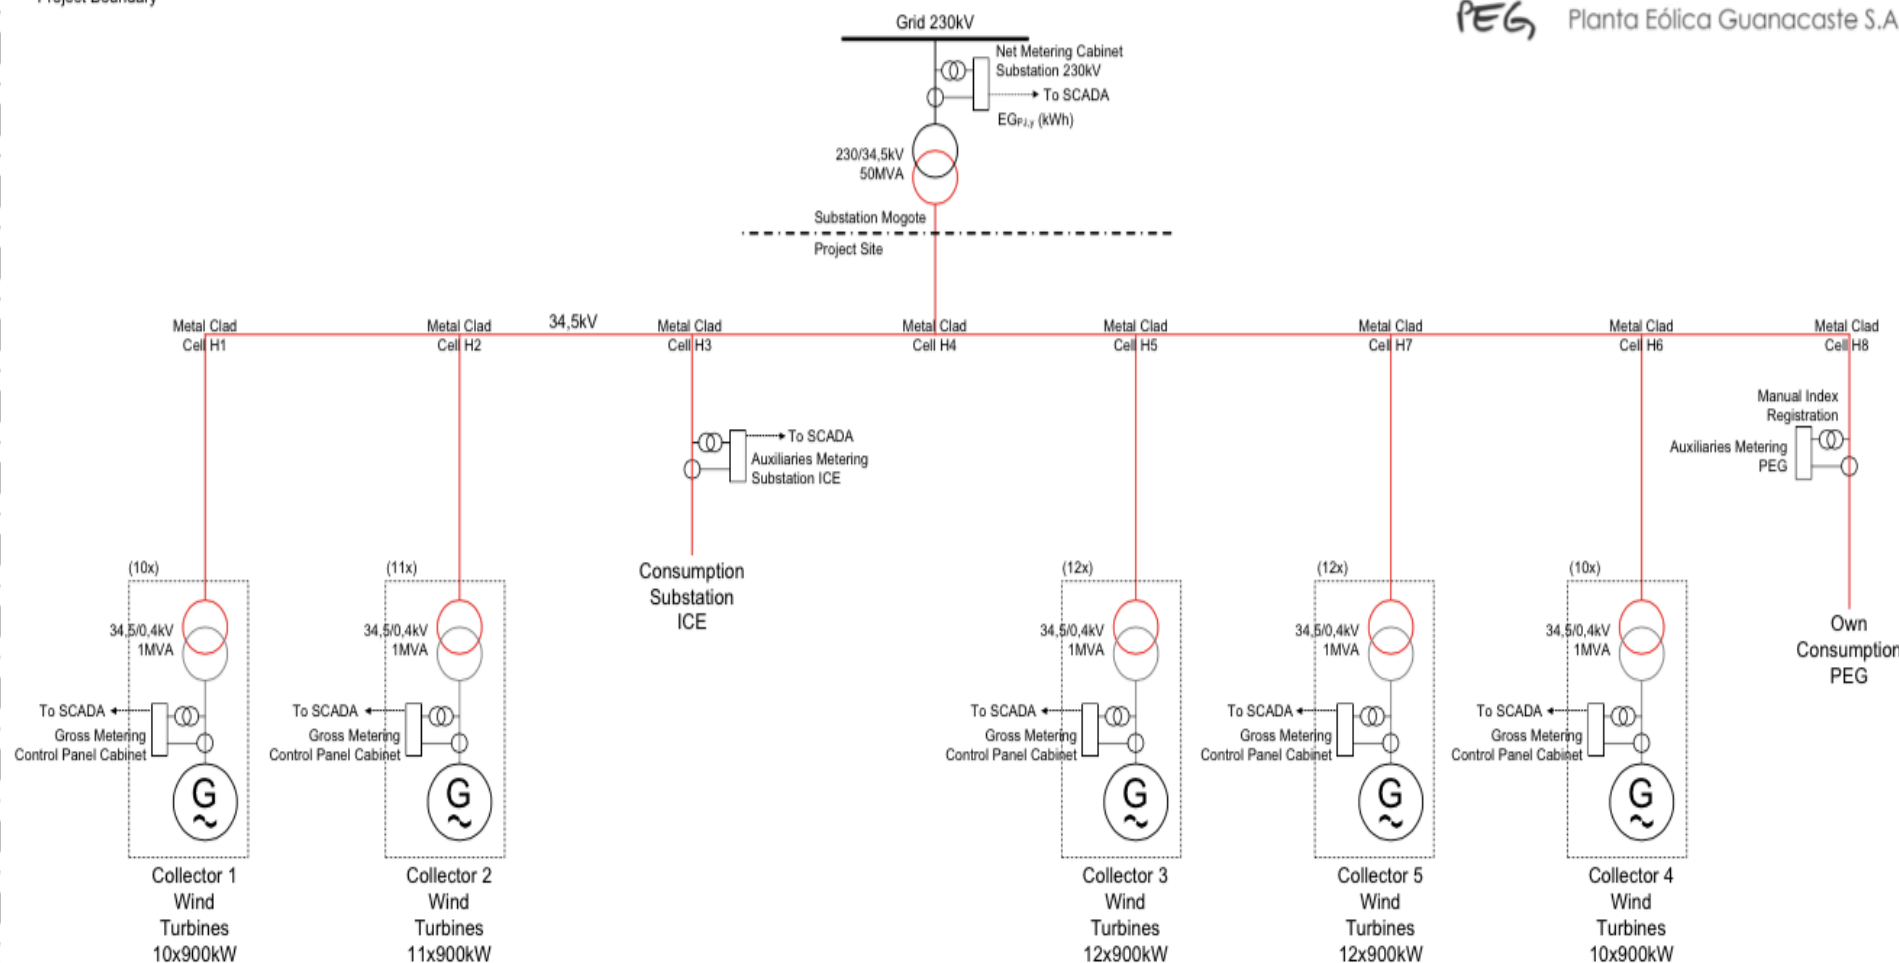 Project Boundary
PEG
Planta Eólica Guanacaste S.A
Grid 230kV
Net Metering Cabinet
Substation 230kV
To SCADA
EGPJ,y (kWh)
230/34,5kV
50MVA
Substation Mogote
Project Site
34,5kV
Metal Clad
Cell H1
Metal Clad
Cell H2
Metal Clad
Cell H3
Metal Clad
Cell H4
Metal Clad
Cell H5
Metal Clad
Cell H7
Metal Clad
Cell H6
Metal Clad
Cell H8
To SCADA
Auxiliaries Metering
Substation ICE
Consumption
Substation
ICE
Manual Index
Registration
Auxiliaries Metering
PEG
Own
Consumption
PEG
(10x)
34,5/0,4kV
1MVA
To SCADA
Gross Metering
Control Panel Cabinet
G
~
Collector 1
Wind
Turbines
10x900kW
(11x)
34,5/0,4kV
1MVA
To SCADA
Gross Metering
Control Panel Cabinet
G
~
Collector 2
Wind
Turbines
11x900kW
(12x)
34,5/0,4kV
1MVA
To SCADA
Gross Metering
Control Panel Cabinet
G
~
Collector 3
Wind
Turbines
12x900kW
(12x)
34,5/0,4kV
1MVA
To SCADA
Gross Metering
Control Panel Cabinet
G
~
Collector 5
Wind
Turbines
12x900kW
(10x)
34,5/0,4kV
1MVA
To SCADA
Gross Metering
Control Panel Cabinet
G
~
Collector 4
Wind
Turbines
10x900kW